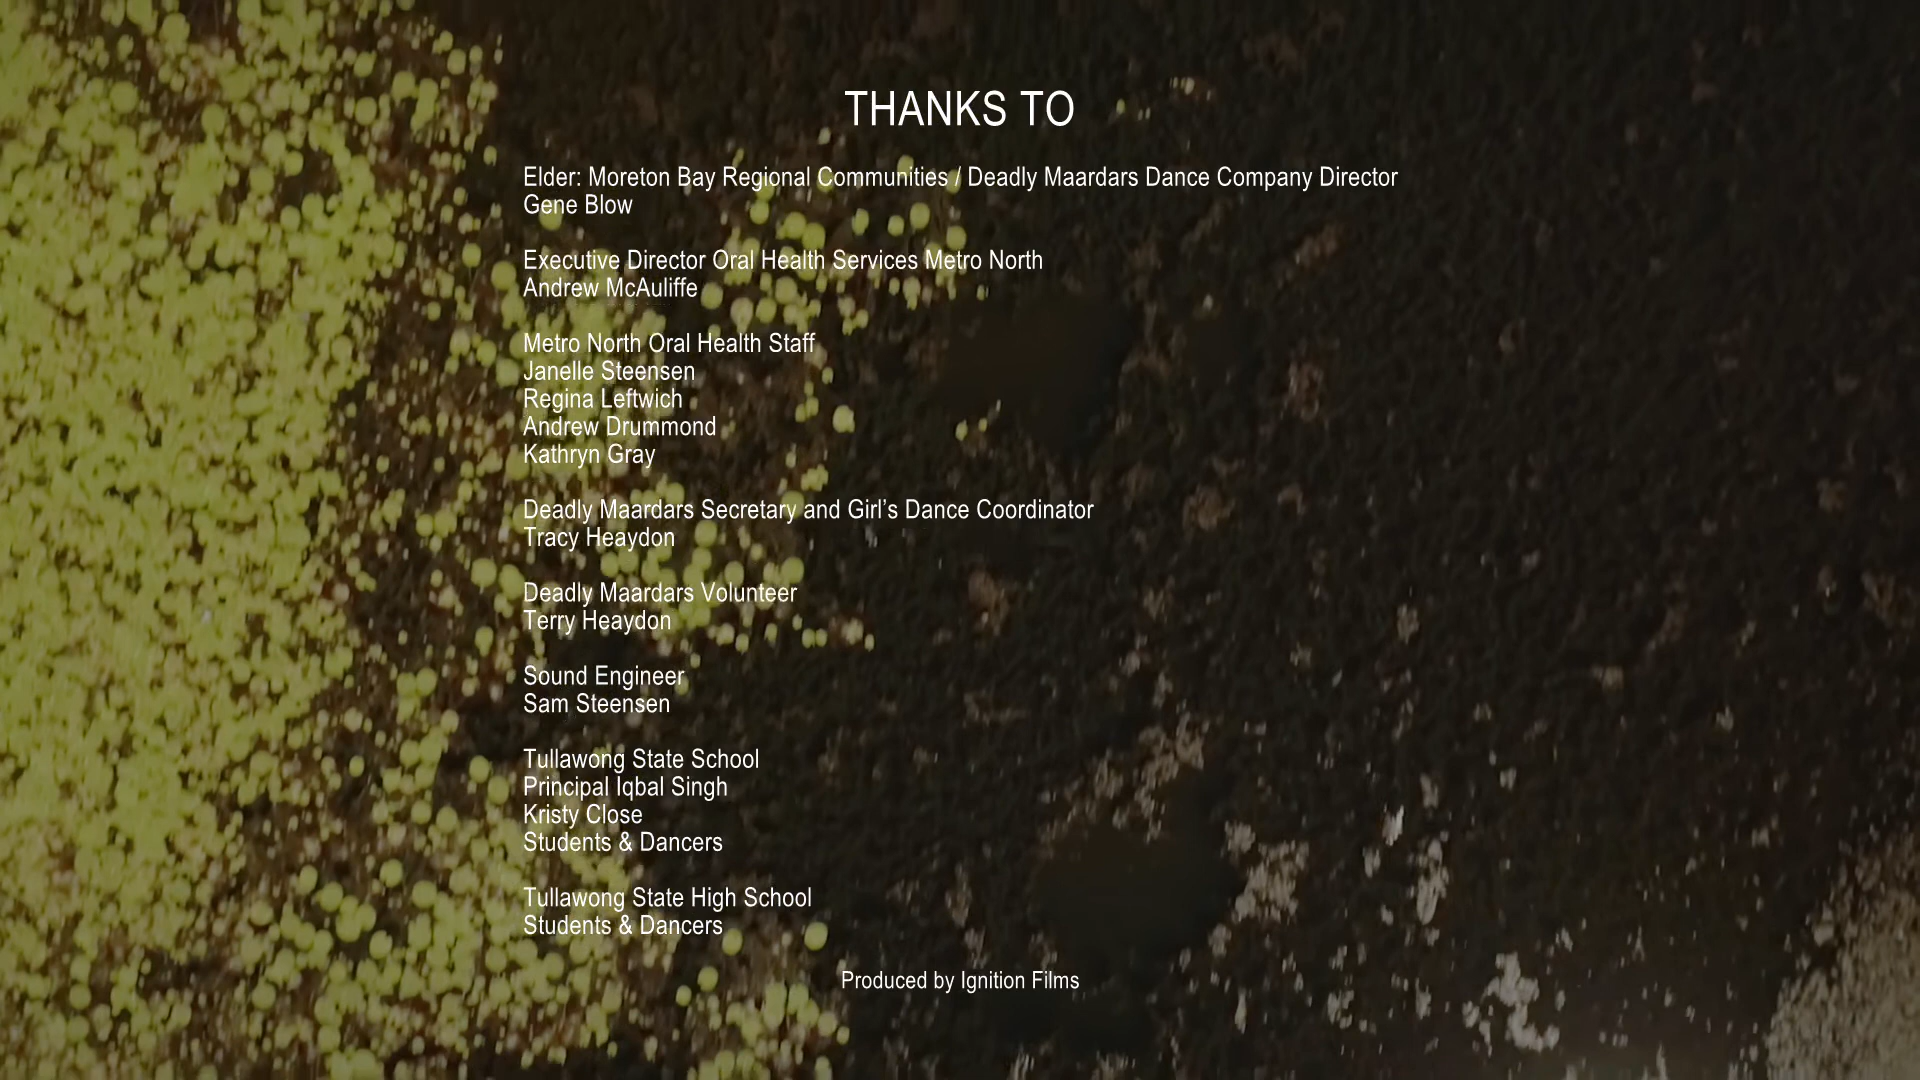 THANKS TO
Elder: Moreton Bay Regional Communities / Deadly Maardars Dance Company Director
Gene Blow
Executive Director Oral Health Services Metro North
Andrew McAuliffe
Metro North Oral Health Staff
Janelle Steensen
Regina Leftwich
Andrew Drummond
Kathryn Gray
Deadly Maardars Secretary and Girl’s Dance Coordinator
Tracy Heaydon
Deadly Maardars Volunteer
Terry Heaydon
Sound Engineer
Sam Steensen
Tullawong State School
Principal Iqbal Singh
Kristy Close
Students & Dancers
Tullawong State High School
Students & Dancers
Produced by Ignition Films